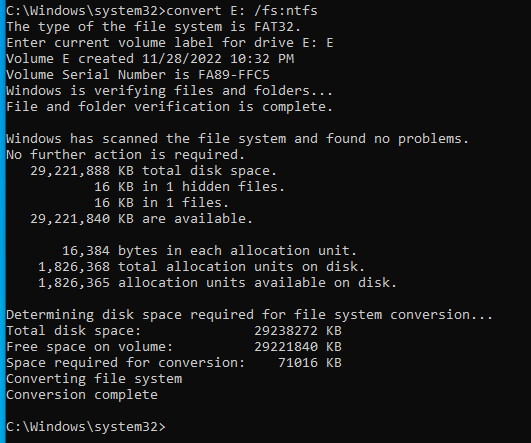 C:\Windows\system32>convert E: /fs:ntfs
The type of the file system is FAT32.
Enter current volume label for drive E: E
Volume E created 11/28/2022 10:32 PM
Volume Serial Number is FA89-FFC5
Windows is verifying files and folders...
File and folder verification is complete.

Windows has scanned the file system and found no problems.
No further action is required.
   29,221,888 KB total disk space.
           16 KB in 1 hidden files.
           16 KB in 1 files.
   29,221,840 KB are available.

       16,384 bytes in each allocation unit.
    1,826,368 total allocation units on disk.
    1,826,365 allocation units available on disk.

Determining disk space required for file system conversion...
Total disk space:              29238272 KB
Free space on volume:          29221840 KB
Space required for conversion:    71016 KB
Converting file system
Conversion complete

C:\Windows\system32>